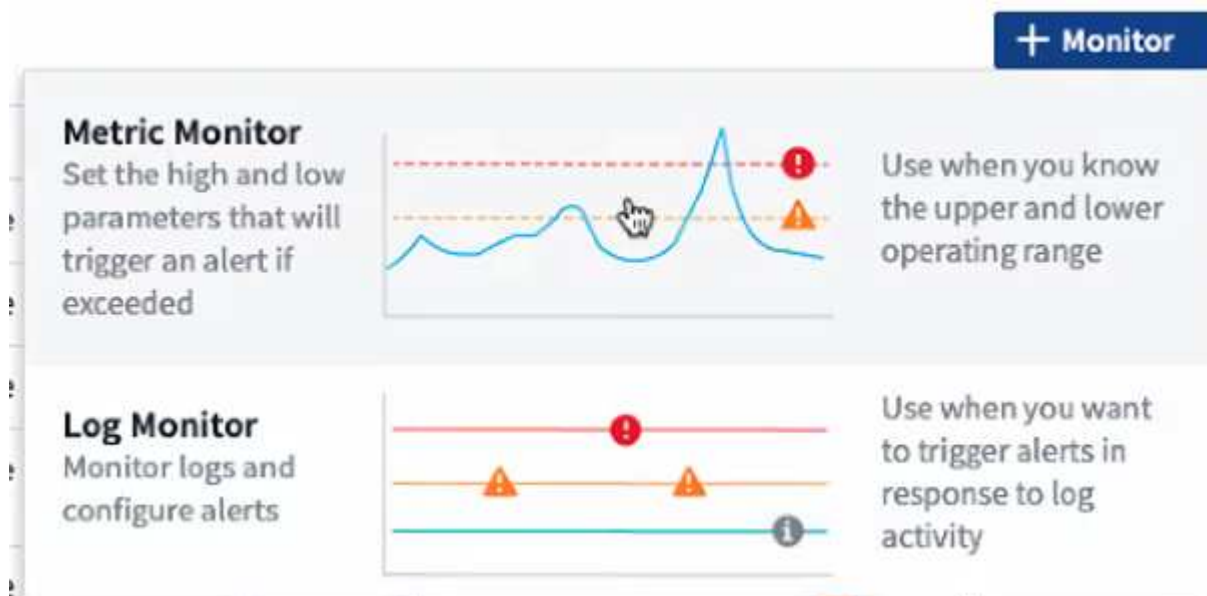 + Monitor
Metric Monitor
Set the high and low
parameters that will
trigger an alert if
exceeded
Use when you know
the upper and lower
operating range
Log Monitor
Monitor logs and
configure alerts
Use when you want
to trigger alerts in
response to log
activity